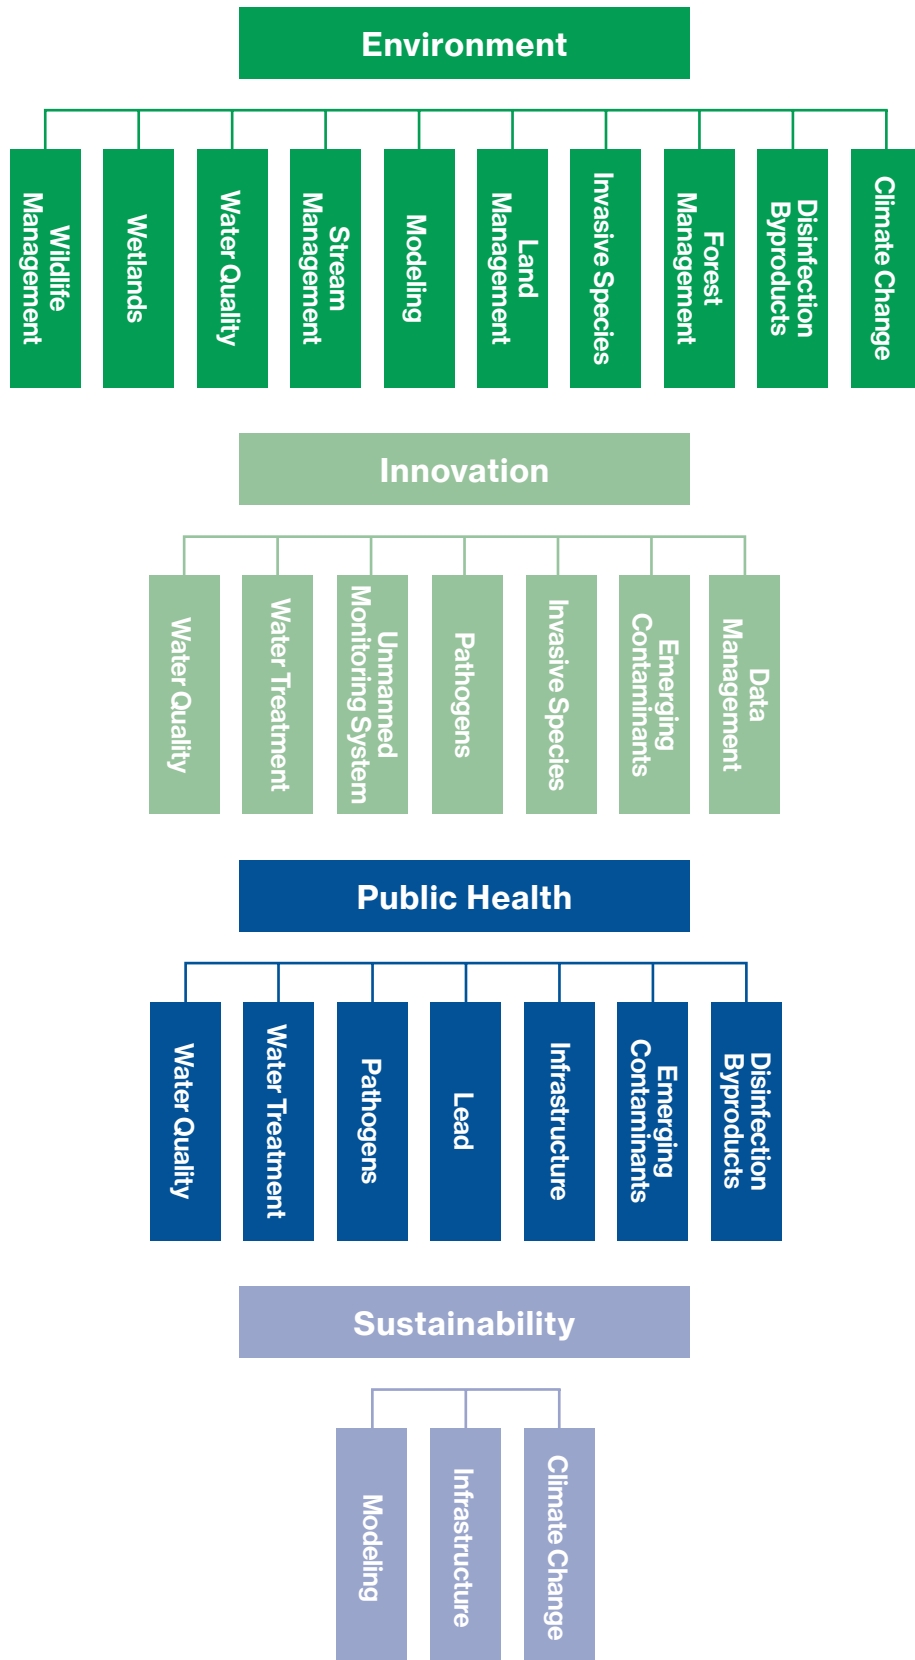 Environment
Wildlife
Management
Wetlands
Water Quality
Stream
Management
Modeling
Land
Management
Invasive Species
Forest
Management
Disinfection
Byproducts
Climate Change
Innovation
Water Quality
Water Treatment
Unmanned
Monitoring System
Pathogens
Invasive Species
Emerging
Contaminants
Data
Management
Public Health
Water Quality
Water Treatment
Pathogens
Lead
Infrastructure
Emerging
Contaminants
Disinfection
Byproducts
Sustainability
Modeling
Infrastructure
Climate Change